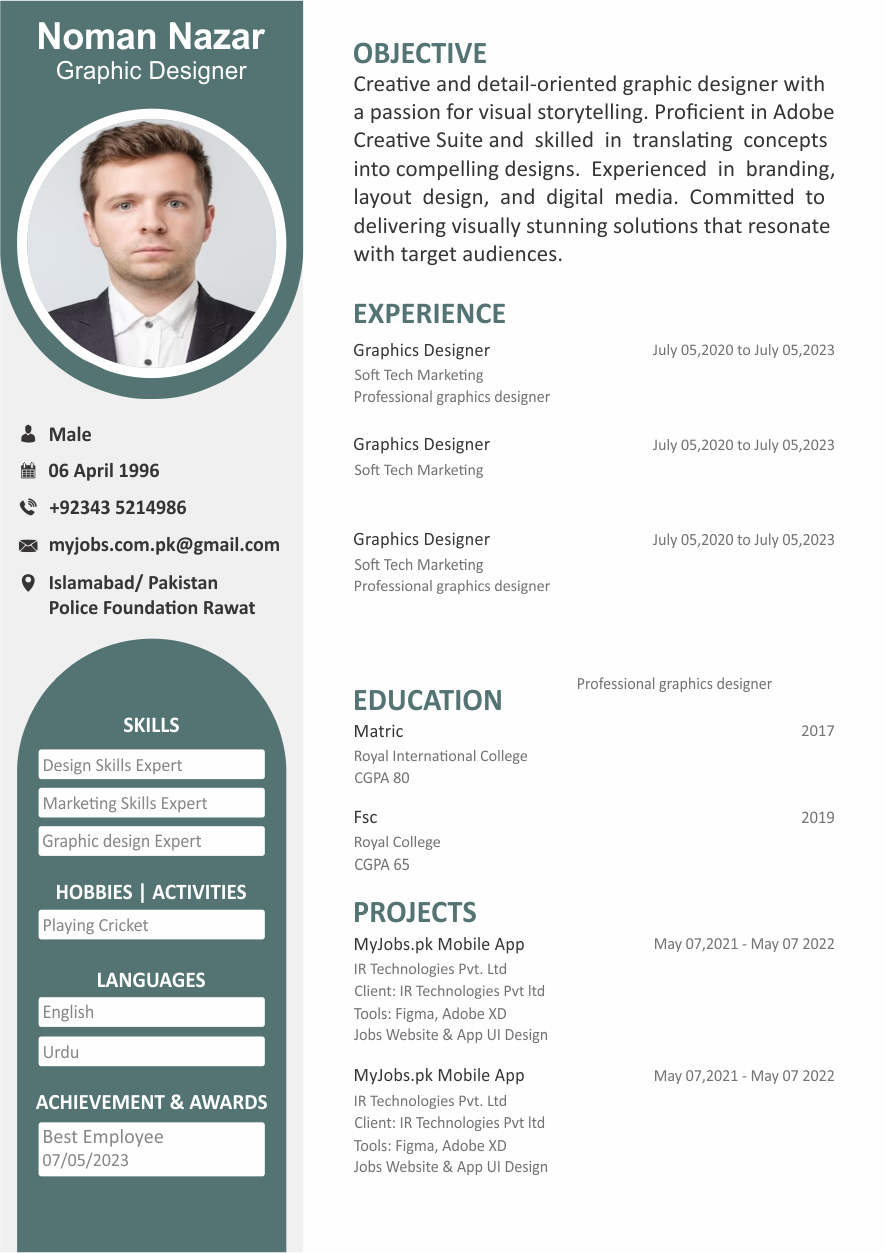 Noman Nazar
Graphic Designer
Male
06 April 1996
+92343 5214986
myjobs.com.pk@gmail.com
Islamabad/ Pakistan
Police Foundation Rawat
SKILLS
Design Skills Expert
Marketing Skills Expert
Graphic design Expert
HOBBIES | ACTIVITIES
Playing Cricket
LANGUAGES
English
Urdu
ACHIEVEMENT & AWARDS
Best Employee
07/05/2023
OBJECTIVE
Creative and detail-oriented graphic designer with
a passion for visual storytelling. Proficient in Adobe
Creative Suite and skilled in translating concepts
into compelling designs. Experienced in branding,
layout design, and digital media. Committed to
delivering visually stunning solutions that resonate
with target audiences.
EXPERIENCE
Graphics Designer July 05,2020 to July 05,2023
Soft Tech Marketing
Professional graphics designer
Graphics Designer July 05,2020 to July 05,2023
Soft Tech Marketing
Graphics Designer July 05,2020 to July 05,2023
Soft Tech Marketing
Professional graphics designer
Professional graphics designer
EDUCATION
Matric 2017
Royal International College
CGPA 80
Fsc 2019
Royal College
CGPA 65
PROJECTS
MyJobs.pk Mobile App May 07,2021 - May 07 2022
IR Technologies Pvt. Ltd
Client: IR Technologies Pvt ltd
Tools: Figma, Adobe XD
Jobs Website & App UI Design
MyJobs.pk Mobile App May 07,2021 - May 07 2022
IR Technologies Pvt. Ltd
Client: IR Technologies Pvt ltd
Tools: Figma, Adobe XD
Jobs Website & App UI Design